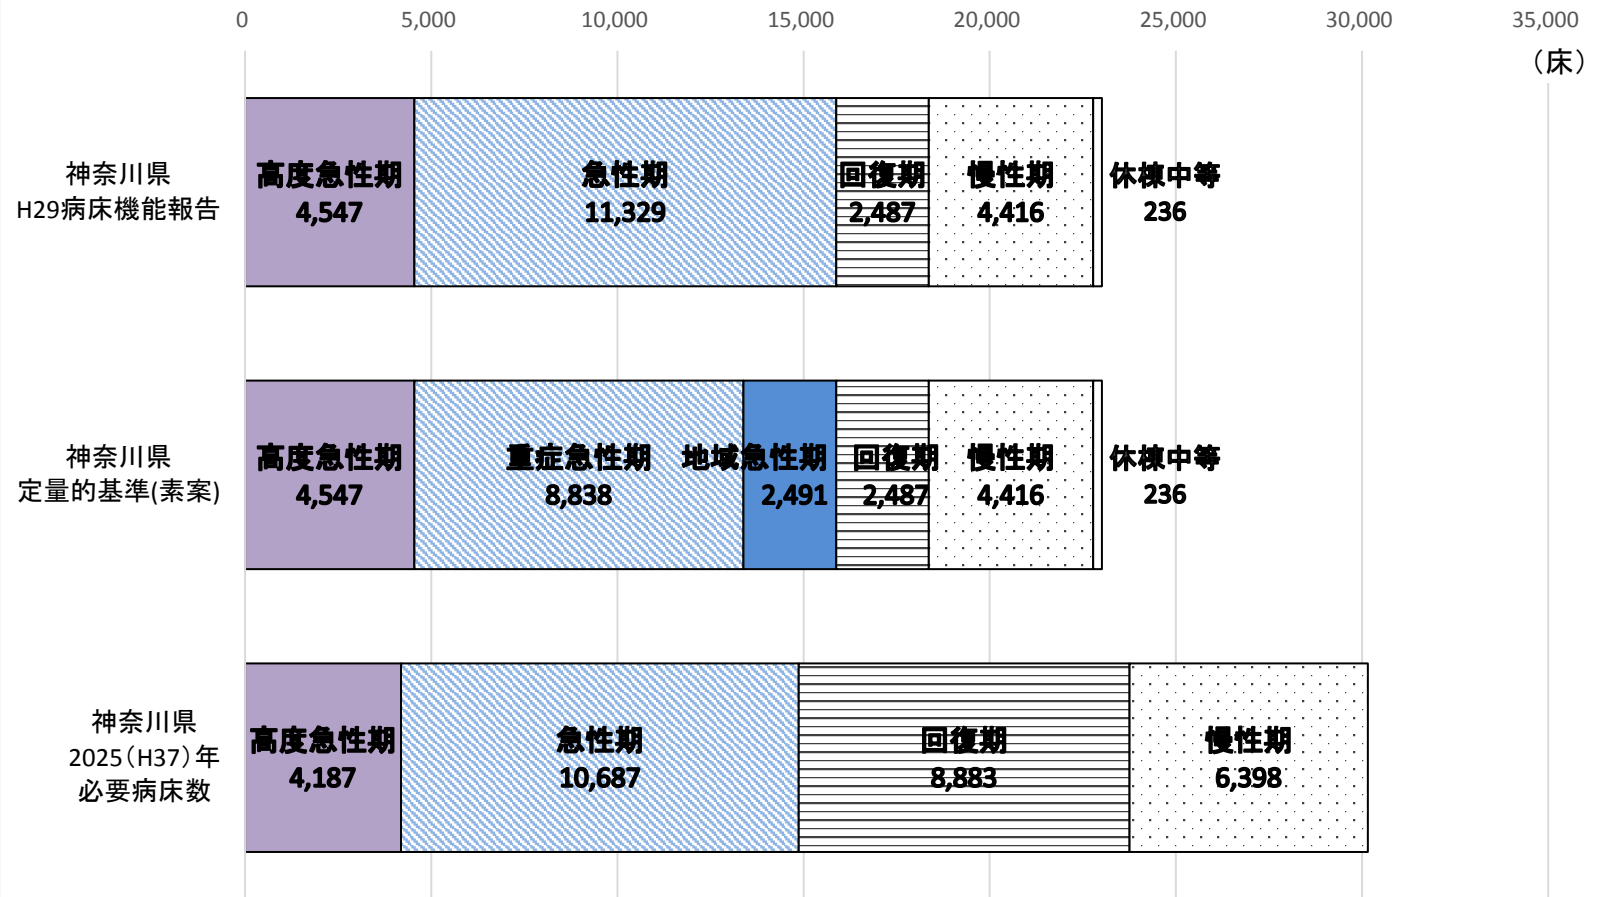 0 5,000 10,000 15,000 20,000 25,000 30,000 35,000
（床）
神奈川県
H29病床機能報告
高度急性期
4,547
急性期
11,329
回復期
2,487
慢性期
4,416
休棟中等
236
神奈川県
定量的基準(素案)
高度急性期
4,547
重症急性期
8,838
地域急性期
2,491
回復期
2,487
慢性期
4,416
休棟中等
236
神奈川県
2025（H37）年
必要病床数
高度急性期
4,187
急性期
10,687
回復期
8,883
慢性期
6,398